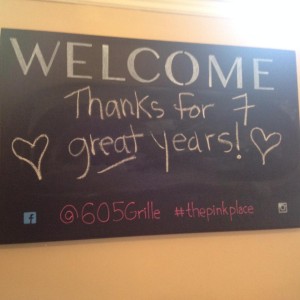 WELCOME
Thanks for 7
great years!
@605Grille #thepinkplace